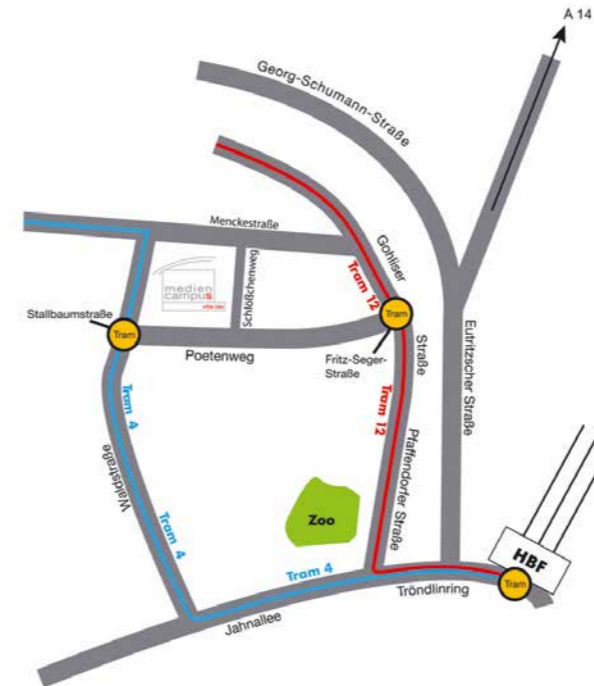 A 14
Georg-Schumann-Straße
Menckestraße
Gohliser
Straße
Tram 12
Schlößchenweg
medien
campus
Stallbaumstraße
Tram
Tram
Poetenweg
Fritz-Seger-
Straße
Eutritzscher Straße
Tram 4
Tram 12
Pfaffendorfer Straße
Waldstraße
Tram 4
Zoo
HBF
Tram 4
Tram
Tröndlinring
Jahnallee